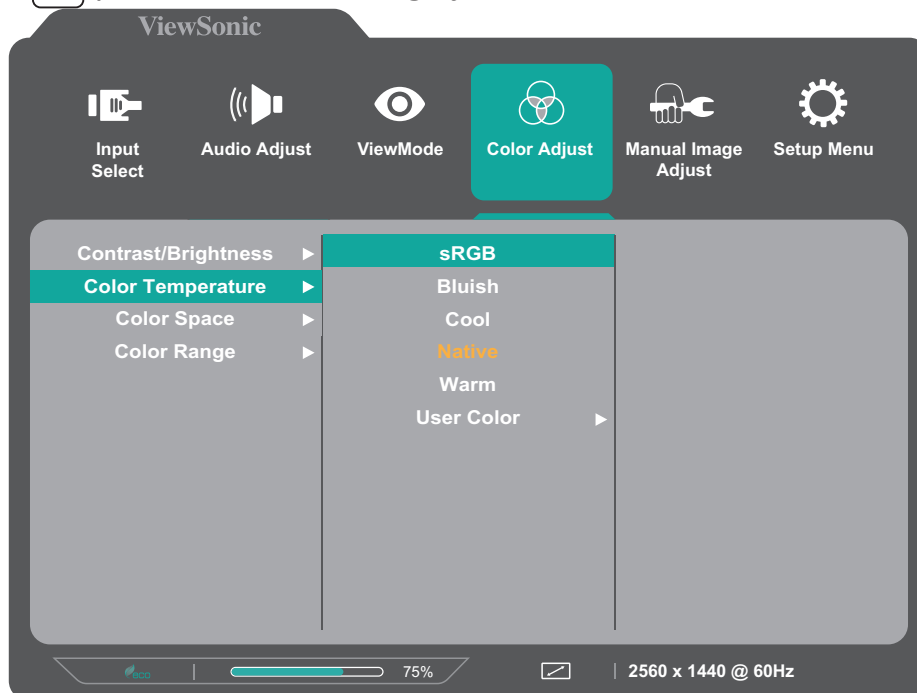 ViewSonic
Input
Select
Audio Adjust
ViewMode
Color Adjust
Manual Image
Adjust
Setup Menu
Contrast/Brightness
Color Temperature
Color Space
Color Range
sRGB
Bluish
Cool
Native
Warm
User Color
eco
75%
2560 x 1440 @ 60Hz